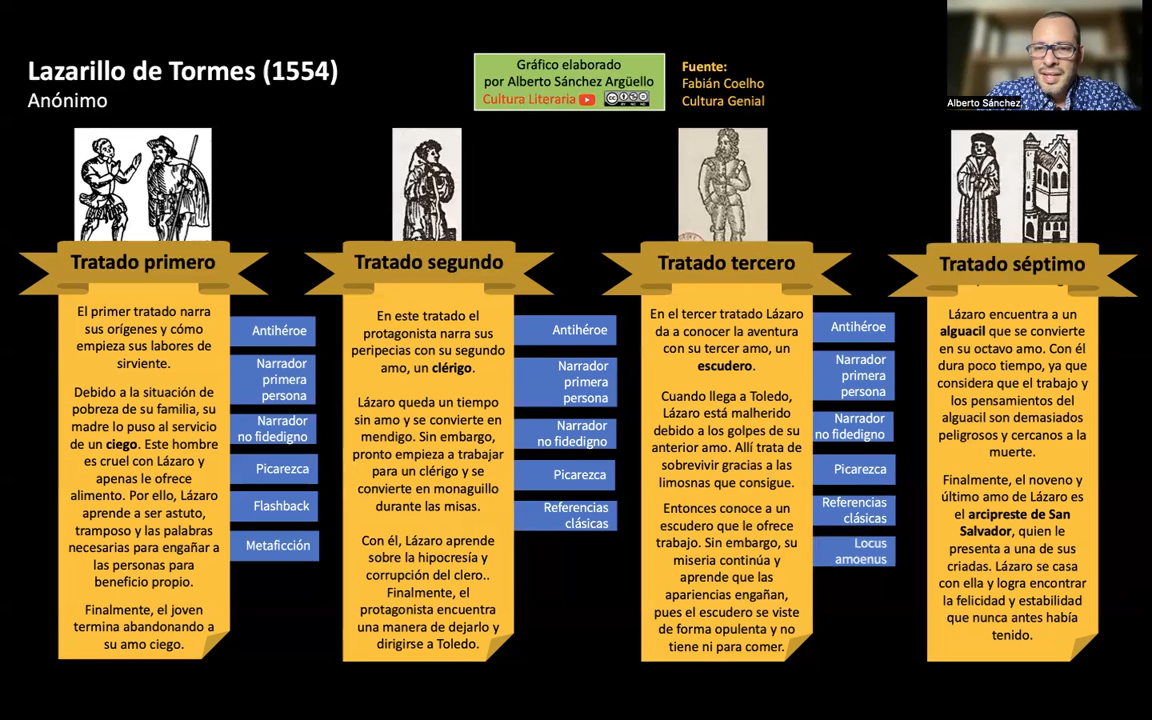 Lazarillo de Tormes (1554)
Anónimo
Gráfico elaborado
por Alberto Sánchez Argüello
Cultura Literaria
Fuente:
Fabián Coelho
Cultura Genial
Alberto Sánchez
Tratado primero
El primer tratado narra
sus orígenes y cómo
empieza sus labores de
sirviente.
Debido a la situación de
pobreza de su familia, su
madre lo puso al servicio
de un ciego. Este hombre
es cruel con Lázaro y
apenas le ofrece
alimento. Por ello, Lázaro
aprende a ser astuto,
tramposo y las palabras
necesarias para engañar a
las personas para
beneficio propio.
Finalmente, el joven
termina abandonando a
su amo ciego.
Antihéroe
Narrador
primera
persona
Narrador
no fidedigno
Picarezca
Flashback
Metaficción
Tratado segundo
En este tratado el
protagonista narra sus
peripecias con su segundo
amo, un clérigo.
Lázaro queda un tiempo
sin amo y se convierte en
mendigo. Sin embargo,
pronto empieza a trabajar
para un clérigo y se
convierte en monaguillo
durante las misas.
Con él, Lázaro aprende
sobre la hipocresía y
corrupción del clero..
Finalmente, el
protagonista encuentra
una manera de dejarlo y
dirigirse a Toledo.
Antihéroe
Narrador
primera
persona
Narrador
no fidedigno
Picarezca
Referencias
clásicas
Tratado tercero
En el tercer tratado Lázaro
da a conocer la aventura
con su tercer amo, un
escudero.
Cuando llega a Toledo,
Lázaro está malherido
debido a los golpes de su
anterior amo. Allí trata de
sobrevivir gracias a las
limosnas que consigue.
Entonces conoce a un
escudero que le ofrece
trabajo. Sin embargo, su
miseria continúa y
aprende que las
apariencias engañan,
pues el escudero se viste
de forma opulenta y no
tiene ni para comer.
Antihéroe
Narrador
primera
persona
Narrador
no fidedigno
Picarezca
Referencias
clásicas
Locus
amoenus
Tratado séptimo
Lázaro encuentra a un
alguacil que se convierte
en su octavo amo. Con él
dura poco tiempo, ya que
considera que el trabajo y
los pensamientos del
alguacil son demasiados
peligrosos y cercanos a la
muerte.
Finalmente, el noveno y
último amo de Lázaro es
el arcipreste de San
Salvador, quien le
presenta a una de sus
criadas. Lázaro se casa
con ella y logra encontrar
la felicidad y estabilidad
que nunca antes había
tenido.